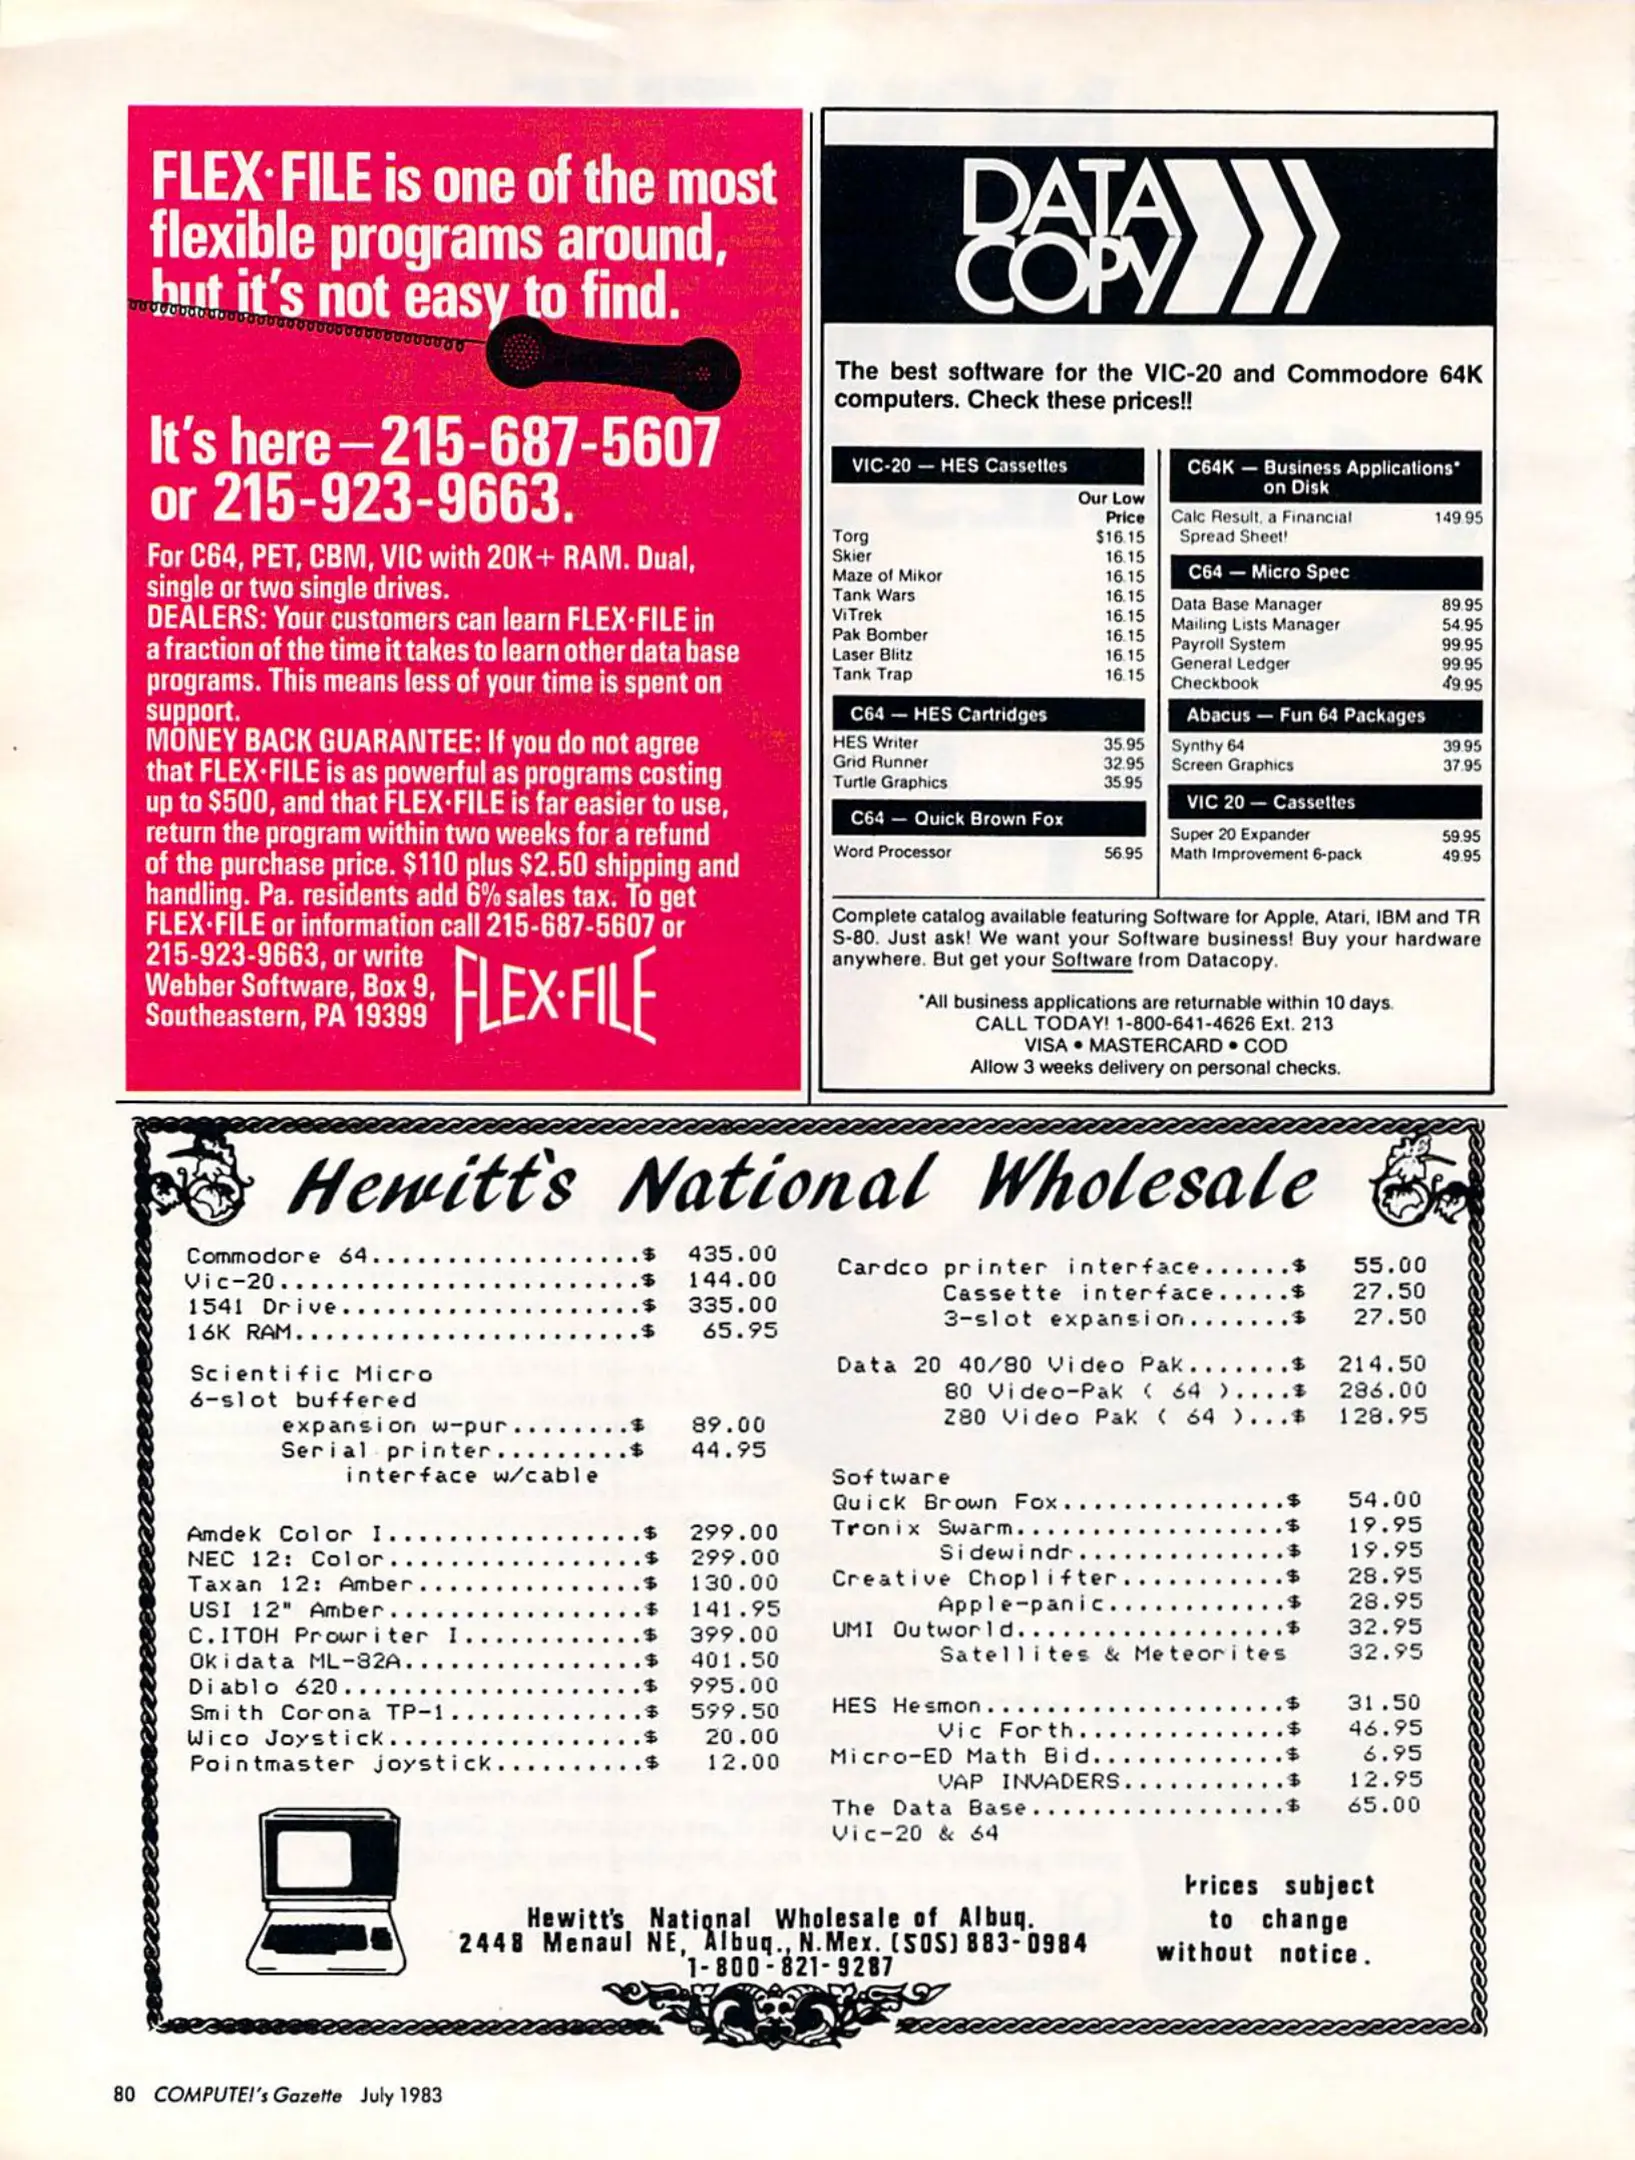 FLEX·FILE is one of the most
flexible programs around,
but it's not easy to find.
It's here—215-687-5607
or 215-923-9663.
For C64, PET, CBM, VIC with 20K+ RAM. Dual,
single or two single drives.
DEALERS: Your customers can learn FLEX·FILE in
a fraction of the time it takes to learn other data base
programs. This means less of your time is spent on
support.
MONEY BACK GUARANTEE: If you do not agree
that FLEX·FILE is as powerful as programs costing
up to $500, and that FLEX·FILE is far easier to use,
return the program within two weeks for a refund
of the purchase price. $110 plus $2.50 shipping and
handling. Pa. residents add 6% sales tax. To get
FLEX·FILE or information call 215-687-5607 or
215-923-9663, or write
Webber Software, Box 9,
Southeastern, PA 19399
FLEX·FILE
DATA
COPY
The best software for the VIC-20 and Commodore 64K
computers. Check these prices!!
VIC-20 — HES Cassettes
Our Low
Price
Torg $16.15
Skier 16.15
Maze of Mikor 16.15
Tank Wars 16.15
ViTrek 16.15
Pak Bomber 16.15
Laser Blitz 16.15
Tank Trap 16.15
C64 — HES Cartridges
HES Writer 35.95
Grid Runner 32.95
Turtle Graphics 35.95
C64 — Quick Brown Fox
Word Processor 56.95
C64K — Business Applications*
on Disk
Calc Result, a Financial 149.95
Spread Sheet!
C64 — Micro Spec
Data Base Manager 89.95
Mailing Lists Manager 54.95
Payroll System 99.95
General Ledger 99.95
Checkbook 49.95
Abacus — Fun 64 Packages
Synthy 64 39.95
Screen Graphics 37.95
VIC 20 — Cassettes
Super 20 Expander 59.95
Math Improvement 6-pack 49.95
Complete catalog available featuring Software for Apple, Atari, IBM and TR
S-80. Just ask! We want your Software business! Buy your hardware
anywhere. But get your Software from Datacopy.
*All business applications are returnable within 10 days.
CALL TODAY! 1-800-641-4626 Ext. 213
VISA • MASTERCARD • COD
Allow 3 weeks delivery on personal checks.
Hewitt's National Wholesale
Commodore 64..................$ 435.00
Vic-20........................$ 144.00
1541 Drive....................$ 335.00
16K RAM.......................$ 65.95
Scientific Micro
6-slot buffered
expansion w-pur........$ 89.00
Serial printer.........$ 44.95
interface w/cable
Amdek Color I.................$ 299.00
NEC 12: Color.................$ 299.00
Taxan 12: Amber...............$ 130.00
USI 12" Amber.................$ 141.95
C.ITOH Prowriter I............$ 399.00
Okidata ML-82A................$ 401.50
Diablo 620....................$ 995.00
Smith Corona TP-1.............$ 599.50
Wico Joystick.................$ 20.00
Pointmaster joystick..........$ 12.00
Cardco printer interface......$ 55.00
Cassette interface.....$ 27.50
3-slot expansion.......$ 27.50
Data 20 40/80 Video Pak.......$ 214.50
80 Video-Pak ( 64 )....$ 286.00
Z80 Video Pak ( 64 )...$ 128.95
Software
Quick Brown Fox...............$ 54.00
Tronix Swarm..................$ 19.95
Sidewindr..............$ 19.95
Creative Choplifter...........$ 28.95
Apple-panic............$ 28.95
UMI Outworld..................$ 32.95
Satellites & Meteorites 32.95
HES Hesmon....................$ 31.50
Vic Forth..............$ 46.95
Micro-ED Math Bid.............$ 6.95
VAP INVADERS...........$ 12.95
The Data Base.................$ 65.00
Vic-20 & 64
Prices subject
to change
without notice.
Hewitt's National Wholesale of Albuq.
2448 Menaul NE, Albuq., N.Mex. (505) 883-0984
1-800-821-9287
80 COMPUTE!'s Gazette July 1983